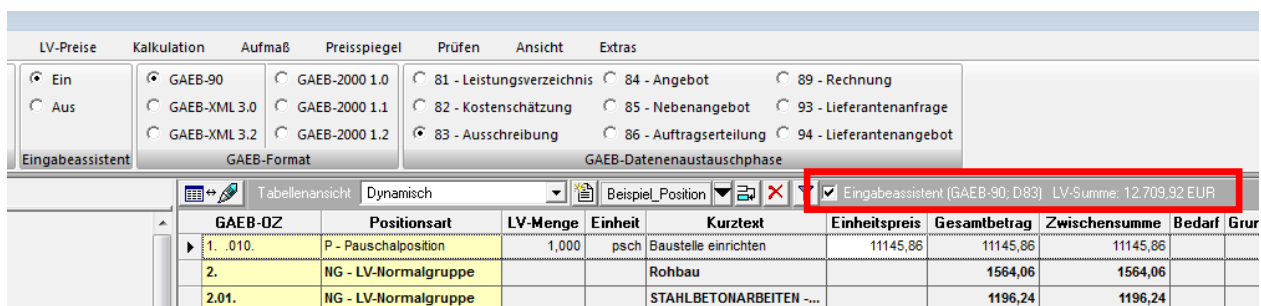 LV-Preise Kalkulation Aufmaß Preisspiegel Prüfen Ansicht Extras
Ein GAEB-90 GAEB-2000 1.0 81 - Leistungsverzeichnis 84 - Angebot 89 - Rechnung
Aus GAEB-XML 3.0 GAEB-2000 1.1 82 - Kostenschätzung 85 - Nebenangebot 93 - Lieferantenanfrage
GAEB-XML 3.2 GAEB-2000 1.2 83 - Ausschreibung 86 - Auftragserteilung 94 - Lieferantenangebot
Eingabeassistent GAEB-Format GAEB-Datenenaustauschphase
Tabellenansicht Dynamisch Beispiel_Position Eingabeassistent (GAEB-90; D83) LV-Summe: 12.709,92 EUR
GAEB-OZ Positionsart LV-Menge Einheit Kurztext Einheitspreis Gesamtbetrag Zwischensumme Bedarf Grun
1. .010. P - Pauschalposition 1,000 psch Baustelle einrichten 11145,86 11145,86 11145,86
2. NG - LV-Normalgruppe Rohbau 1564,06 1564,06
2.01. NG - LV-Normalgruppe STAHLBETONARBEITEN -... 1196,24 1196,24